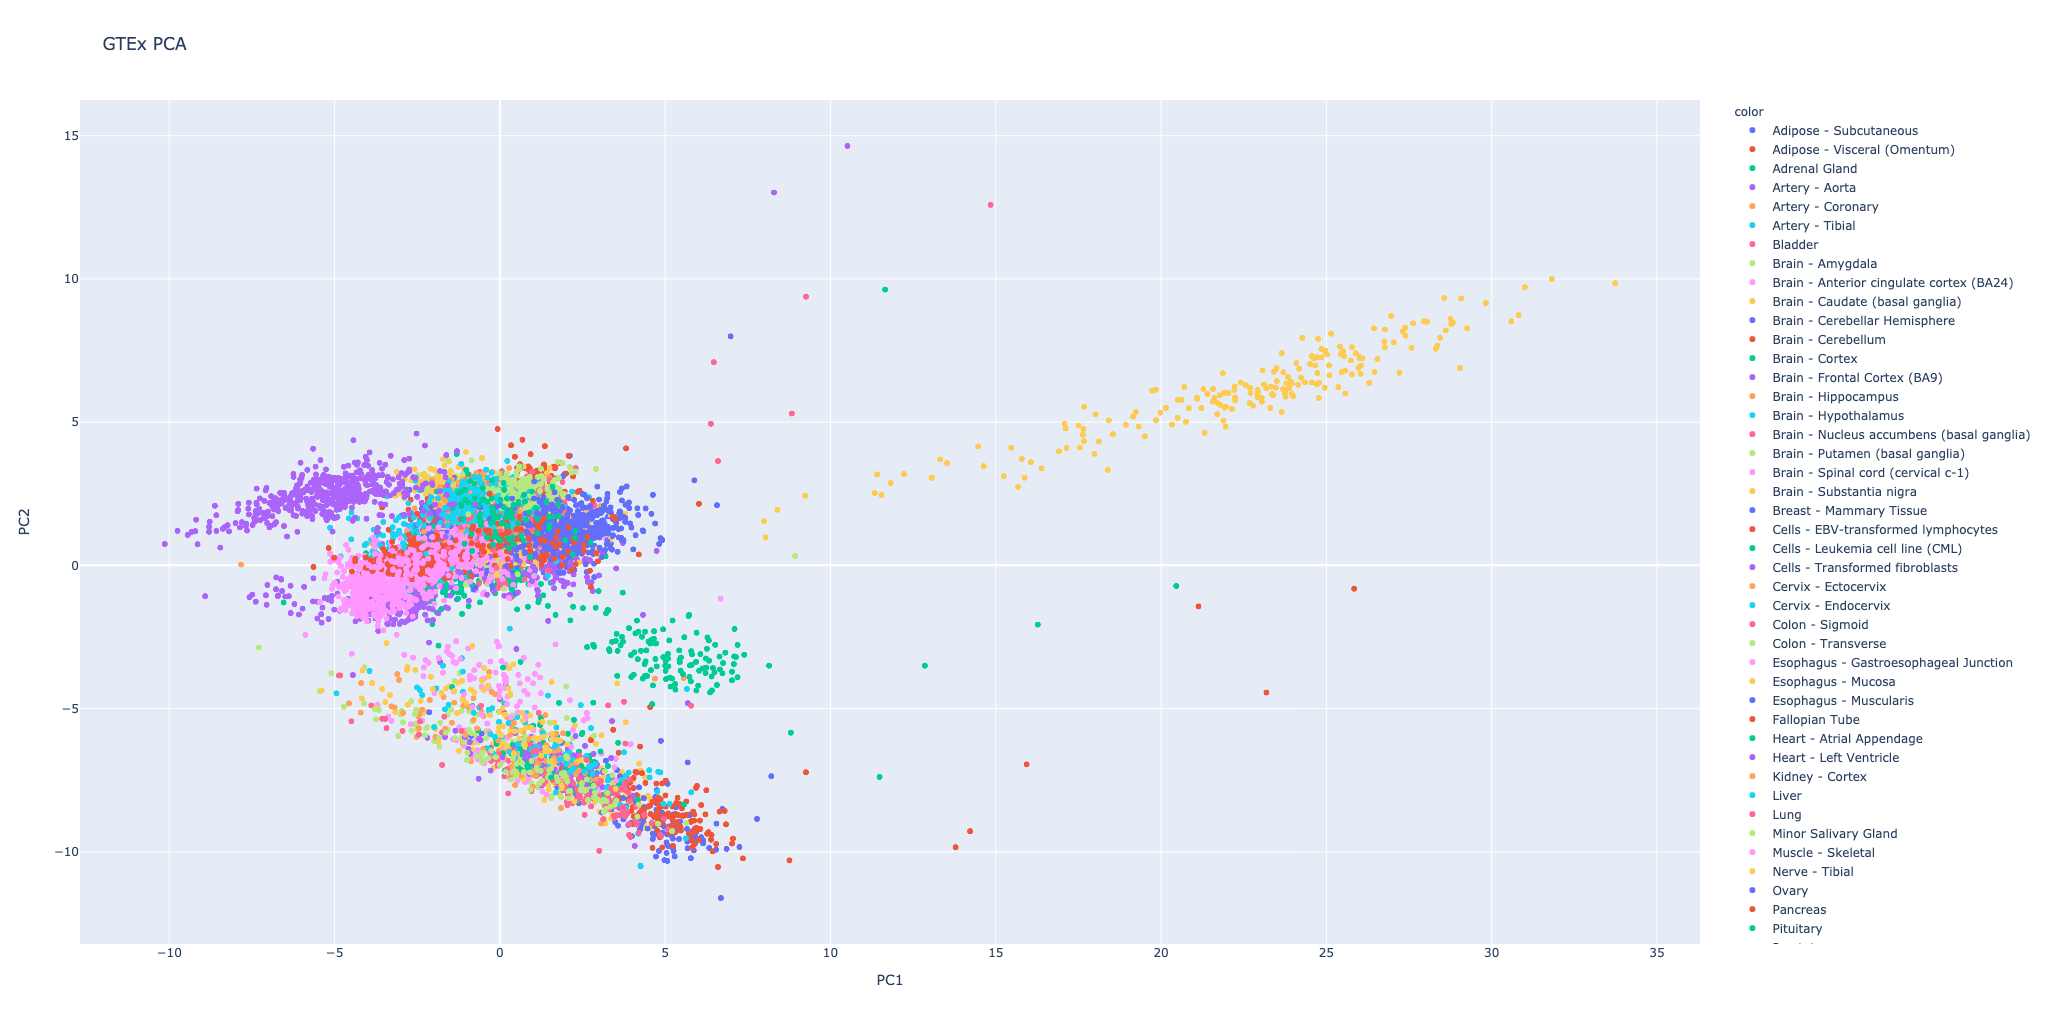 GTEx PCA
color
Adipose - Subcutaneous
Adipose - Visceral (Omentum)
Adrenal Gland
Artery - Aorta
Artery - Coronary
Artery - Tibial
Bladder
Brain - Amygdala
Brain - Anterior cingulate cortex (BA24)
Brain - Caudate (basal ganglia)
Brain - Cerebellar Hemisphere
Brain - Cerebellum
Brain - Cortex
Brain - Frontal Cortex (BA9)
Brain - Hippocampus
Brain - Hypothalamus
Brain - Nucleus accumbens (basal ganglia)
Brain - Putamen (basal ganglia)
Brain - Spinal cord (cervical c-1)
Brain - Substantia nigra
Breast - Mammary Tissue
Cells - EBV-transformed lymphocytes
Cells - Leukemia cell line (CML)
Cells - Transformed fibroblasts
Cervix - Ectocervix
Cervix - Endocervix
Colon - Sigmoid
Colon - Transverse
Esophagus - Gastroesophageal Junction
Esophagus - Mucosa
Esophagus - Muscularis
Fallopian Tube
Heart - Atrial Appendage
Heart - Left Ventricle
Kidney - Cortex
Liver
Lung
Minor Salivary Gland
Muscle - Skeletal
Nerve - Tibial
Ovary
Pancreas
Pituitary
15
10
5
0
−5
−10
PC2
−10 −5 0 5 10 15 20 25 30 35
PC1